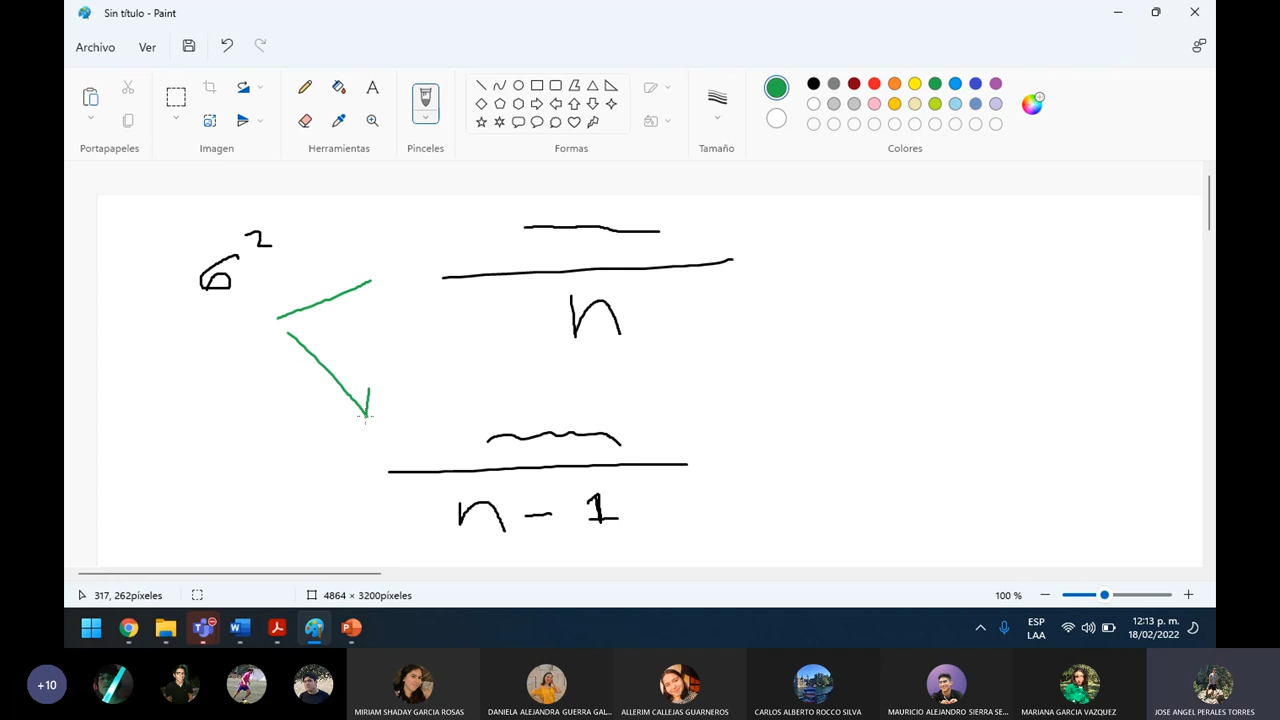 Sin título - Paint
Archivo Ver
Portapapeles Imagen Herramientas Pinceles Formas Tamaño Colores
σ²
n
n - 1
317, 262píxeles 4864 × 3200píxeles 100 %
ESP
LAA
12:13 p. m.
18/02/2022
+10
MIRIAM SHADAY GARCIA ROSAS
DANIELA ALEJANDRA GUERRA GAL...
ALLERIM CALLEJAS GUARNEROS
CARLOS ALBERTO ROCCO SILVA
MAURICIO ALEJANDRO SIERRA SE...
MARIANA GARCIA VAZQUEZ
JOSE ANGEL PERALES TORRES